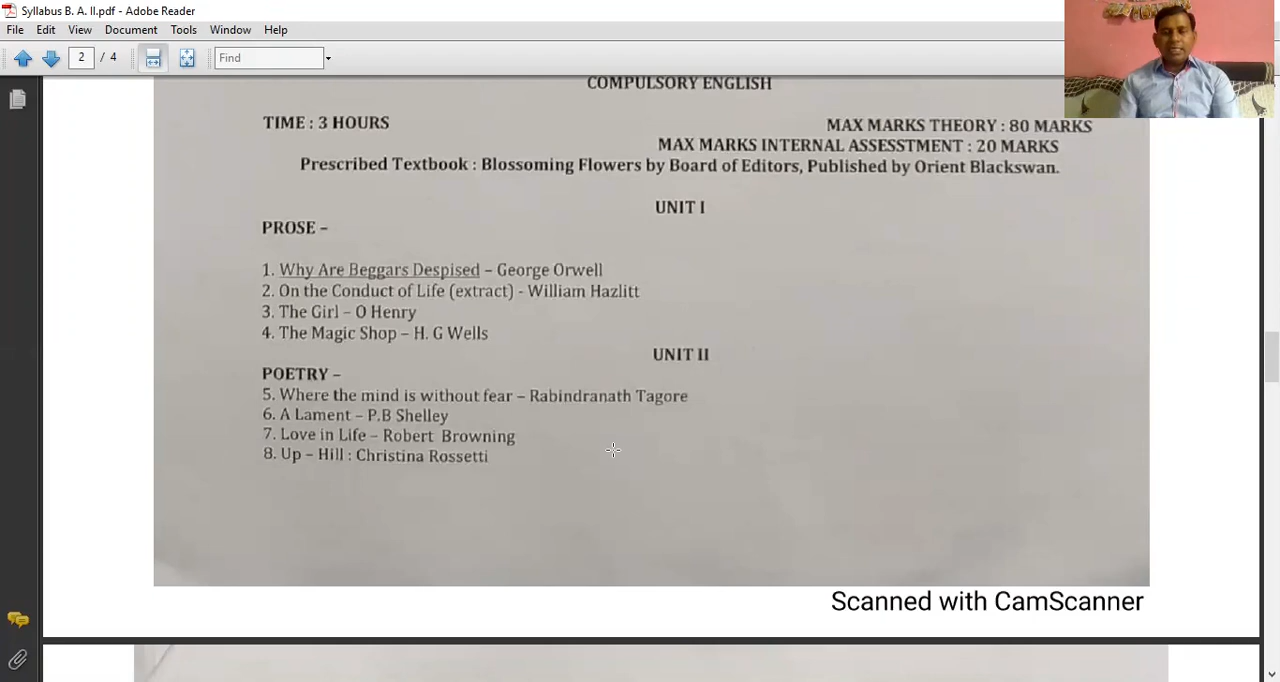 Syllabus B. A. II.pdf - Adobe Reader
File Edit View Document Tools Window Help
2 / 4 Find
COMPULSORY ENGLISH
TIME : 3 HOURS
MAX MARKS THEORY : 80 MARKS
MAX MARKS INTERNAL ASSESSTMENT : 20 MARKS
Prescribed Textbook : Blossoming Flowers by Board of Editors, Published by Orient Blackswan.
UNIT I
PROSE –
1. Why Are Beggars Despised – George Orwell
2. On the Conduct of Life (extract) - William Hazlitt
3. The Girl – O Henry
4. The Magic Shop – H. G Wells
UNIT II
POETRY –
5. Where the mind is without fear – Rabindranath Tagore
6. A Lament – P.B Shelley
7. Love in Life – Robert Browning
8. Up – Hill : Christina Rossetti
Scanned with CamScanner